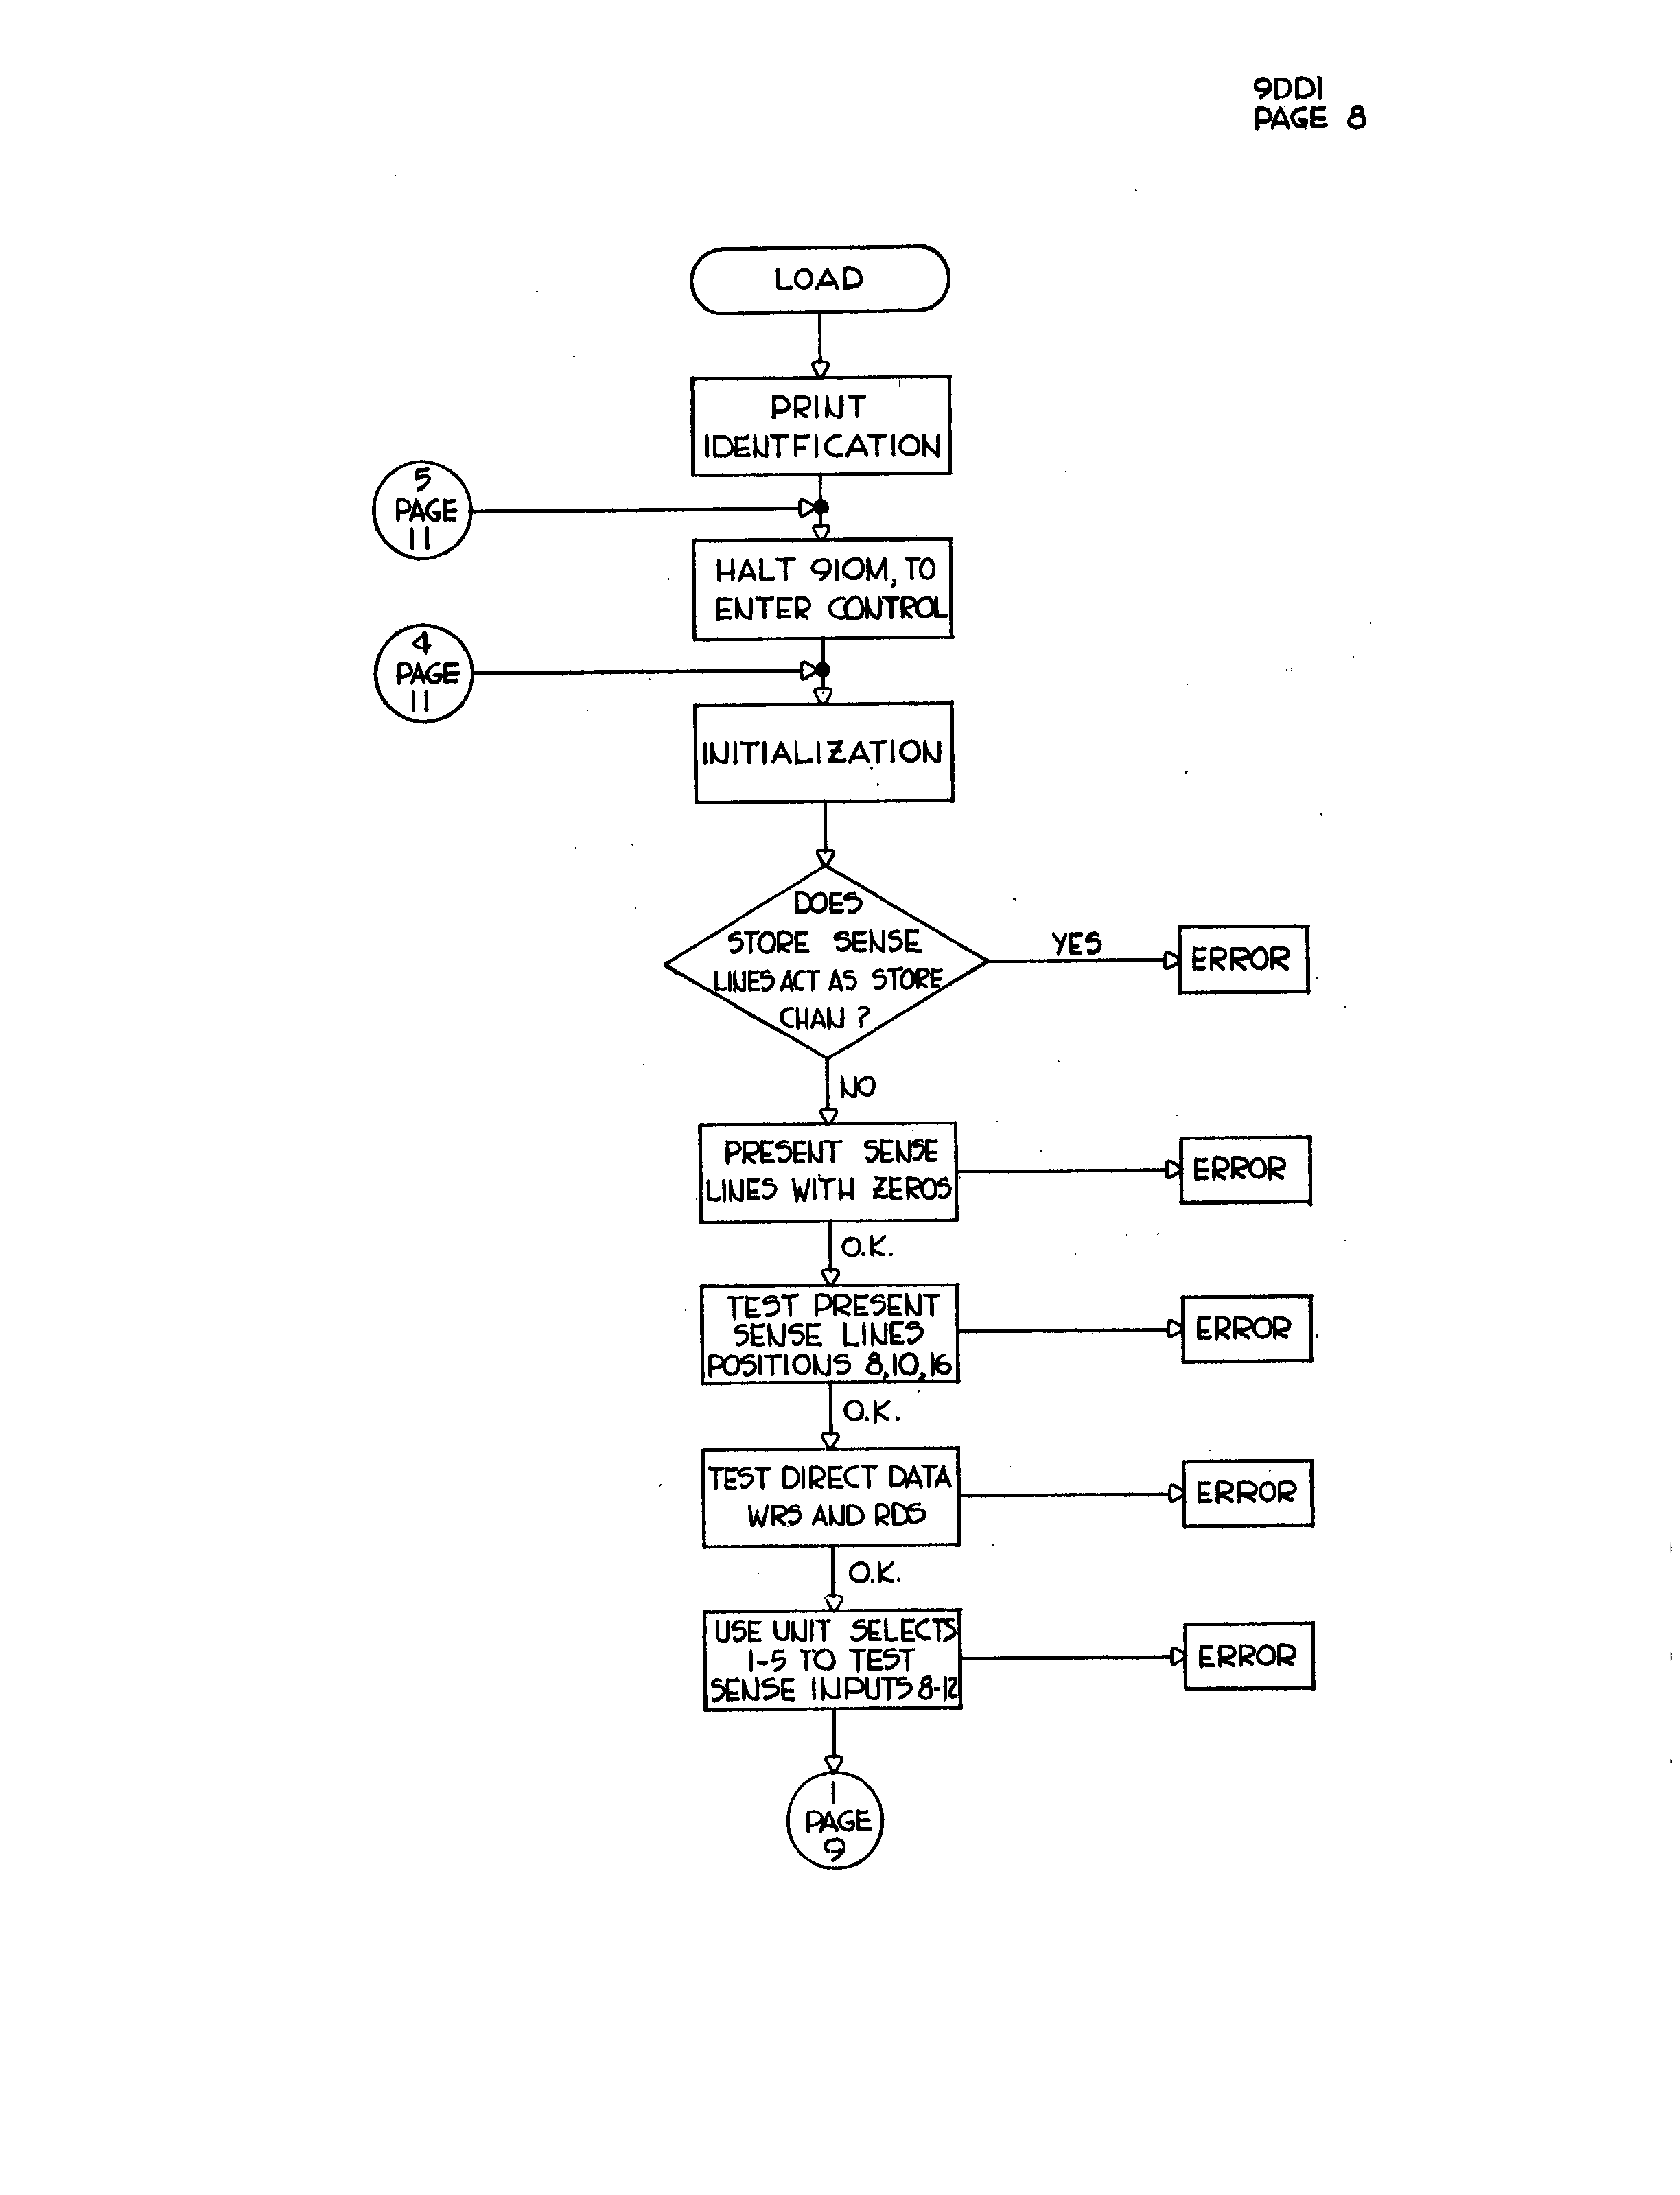 9DD1
PAGE 8
LOAD
PRINT
IDENTFICATION
5
PAGE
11
HALT 910M, TO
ENTER CONTROL
4
PAGE
11
INITIALIZATION
DOES
STORE SENSE
LINES ACT AS STORE
CHAN ?
YES
ERROR
NO
PRESENT SENSE
LINES WITH ZEROS
ERROR
O.K.
TEST PRESENT
SENSE LINES
POSITIONS 8,10,16
ERROR
O.K.
TEST DIRECT DATA
WRS AND RDS
ERROR
O.K.
USE UNIT SELECTS
1-5 TO TEST
SENSE INPUTS 8-12
ERROR
1
PAGE
9